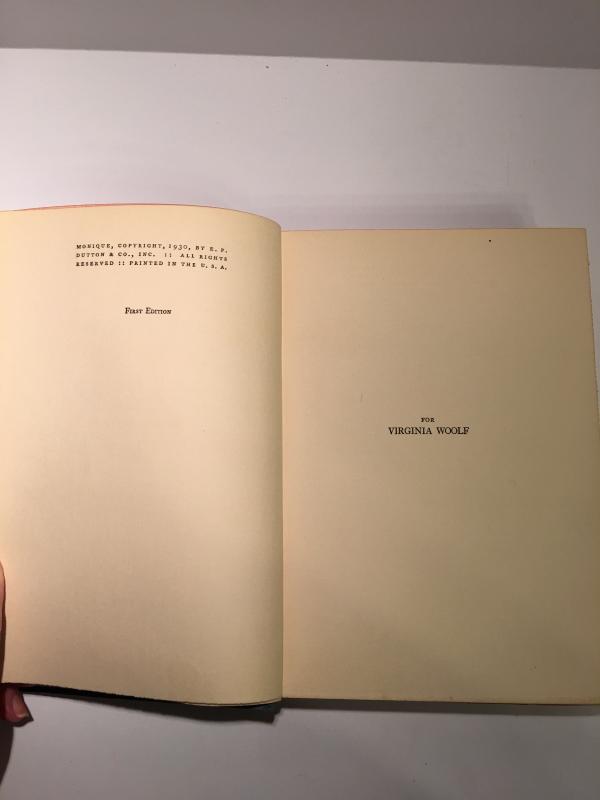 MONIQUE, COPYRIGHT, 1930, BY E. P.
DUTTON & CO., INC. :: ALL RIGHTS
RESERVED :: PRINTED IN THE U. S. A.
FIRST EDITION
FOR
VIRGINIA WOOLF